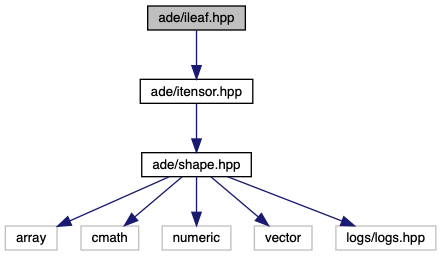 ade/ileaf.hpp
ade/itensor.hpp
ade/shape.hpp
array
cmath
numeric
vector
logs/logs.hpp